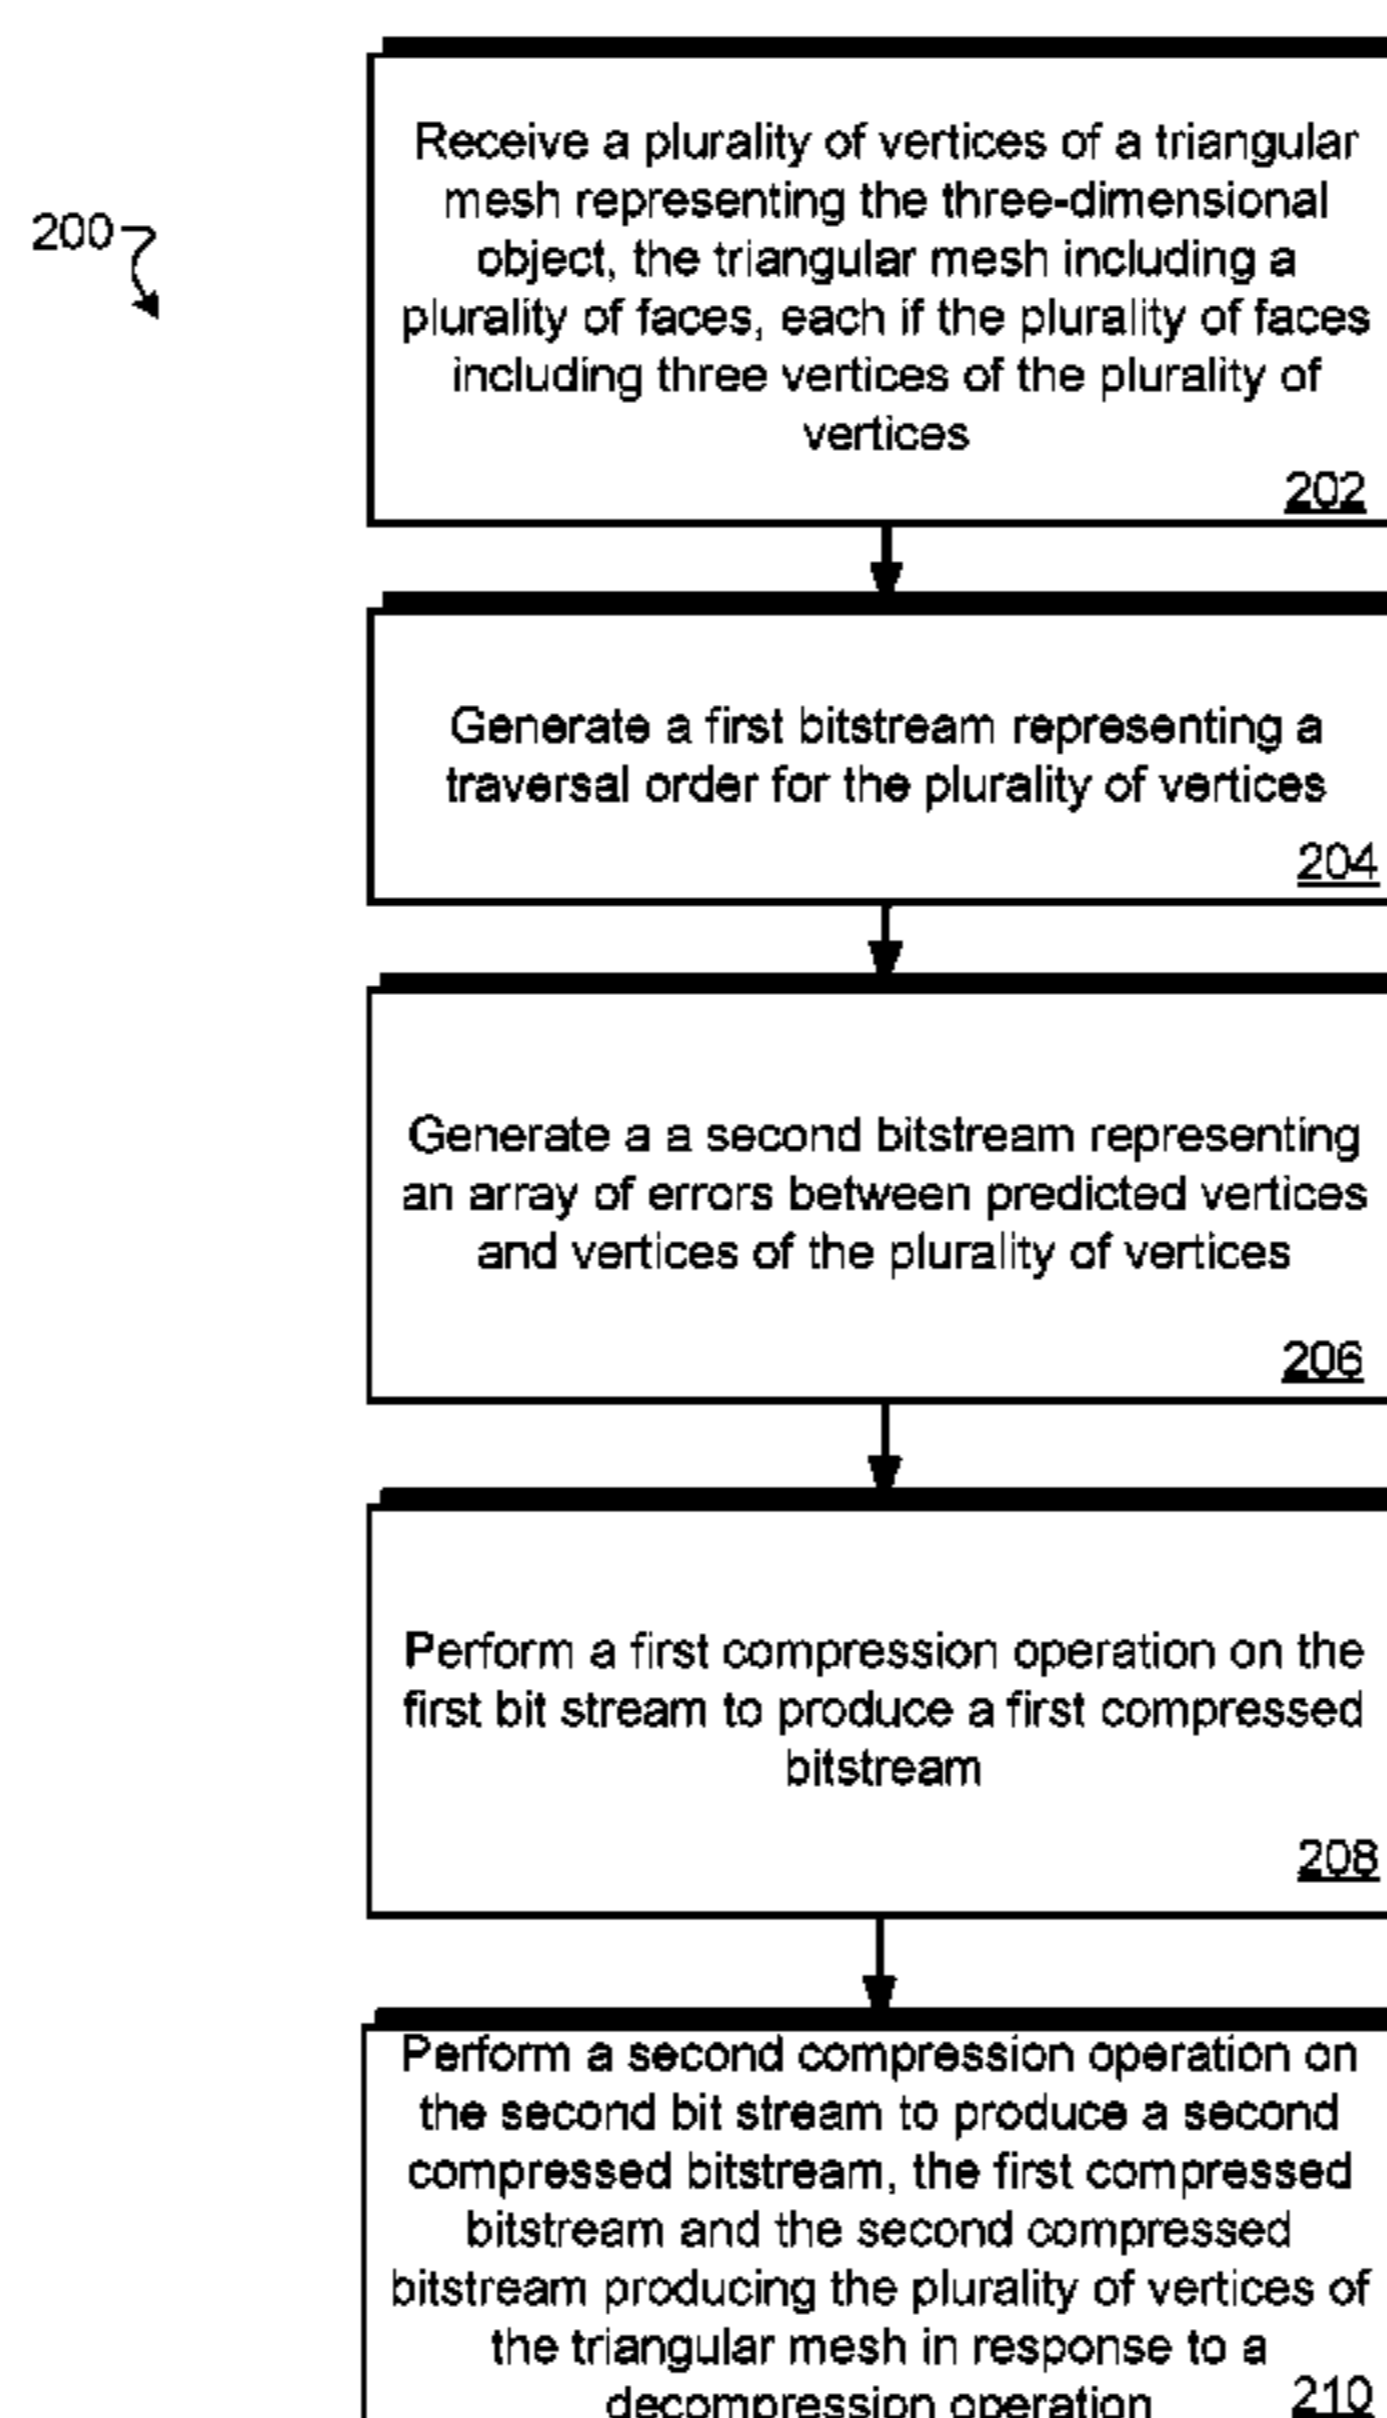 Receive a plurality of vertices of a triangular
mesh representing the three-dimensional
object, the triangular mesh including a
plurality of faces, each if the plurality of faces
including three vertices of the plurality of
vertices
202
200
Generate a first bitstream representing a
traversal order for the plurality of vertices
204
Generate a a second bitstream representing
an array of errors between predicted vertices
and vertices of the plurality of vertices
206
Perform a first compression operation on the
first bit stream to produce a first compressed
bitstream
208
Perform a second compression operation on
the second bit stream to produce a second
compressed bitstream, the first compressed
bitstream and the second compressed
bitstream producing the plurality of vertices of
the triangular mesh in response to a
decompression operation
210